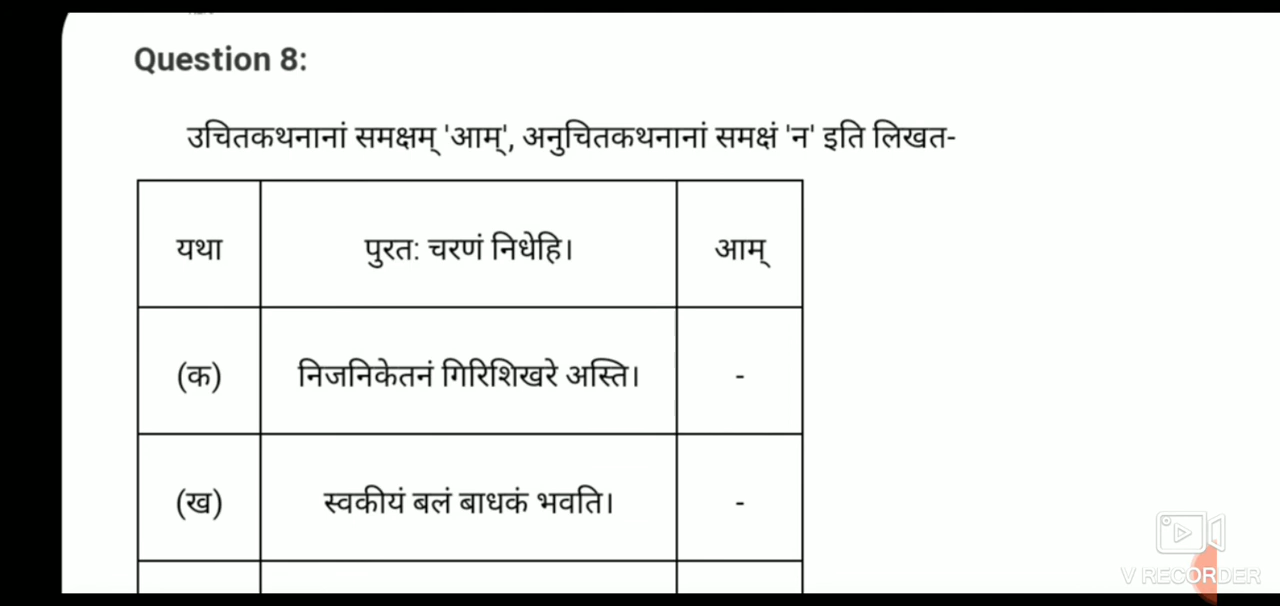 Question 8:
उचितकथनानां समक्षम् 'आम्', अनुचितकथनानां समक्षं 'न' इति लिखत-
यथा पुरत: चरणं निधेहि। आम्
(क) निजनिकेतनं गिरिशिखरे अस्ति। -
(ख) स्वकीयं बलं बाधकं भवति। -
V RECORDER